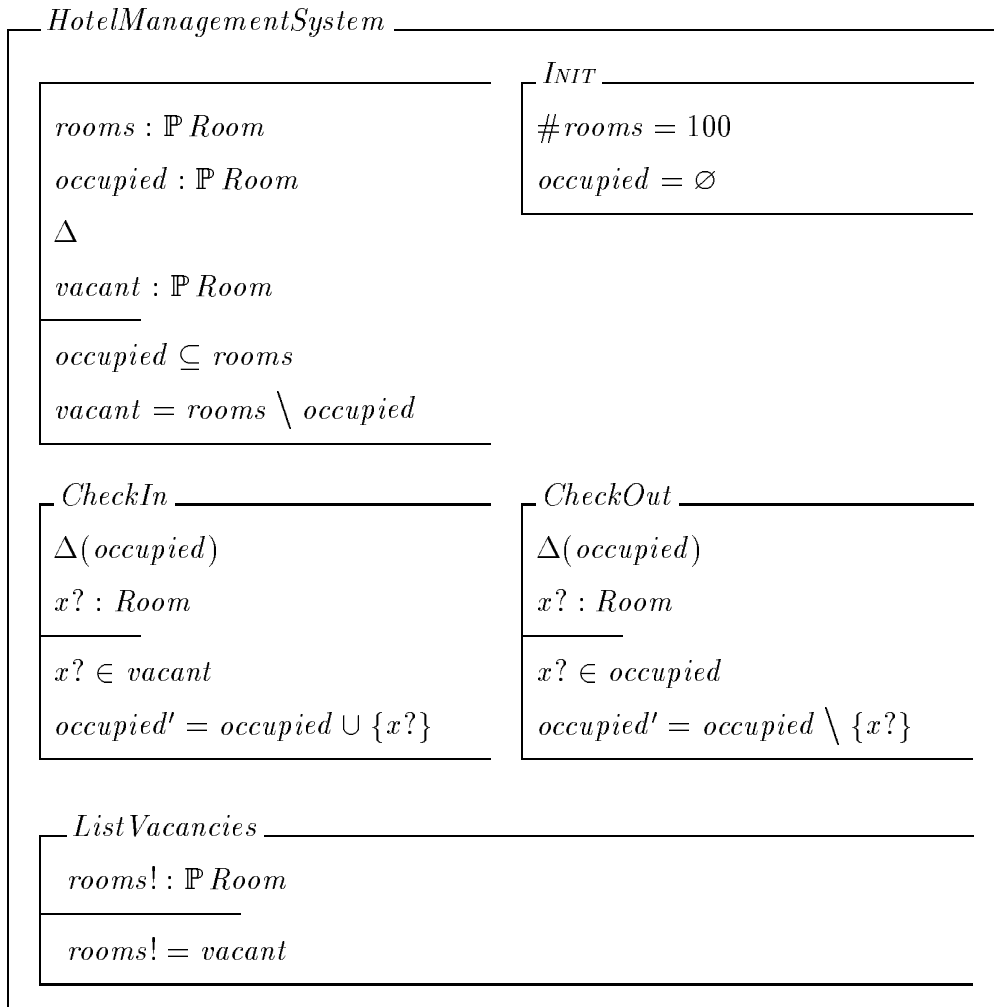 HotelManagementSystem
rooms : ℙ Room
occupied : ℙ Room
Δ
vacant : ℙ Room
occupied ⊆ rooms
vacant = rooms \ occupied
INIT
#rooms = 100
occupied = ∅
CheckIn
Δ(occupied)
x? : Room
x? ∈ vacant
occupied′ = occupied ∪ {x?}
CheckOut
Δ(occupied)
x? : Room
x? ∈ occupied
occupied′ = occupied \ {x?}
ListVacancies
rooms! : ℙ Room
rooms! = vacant